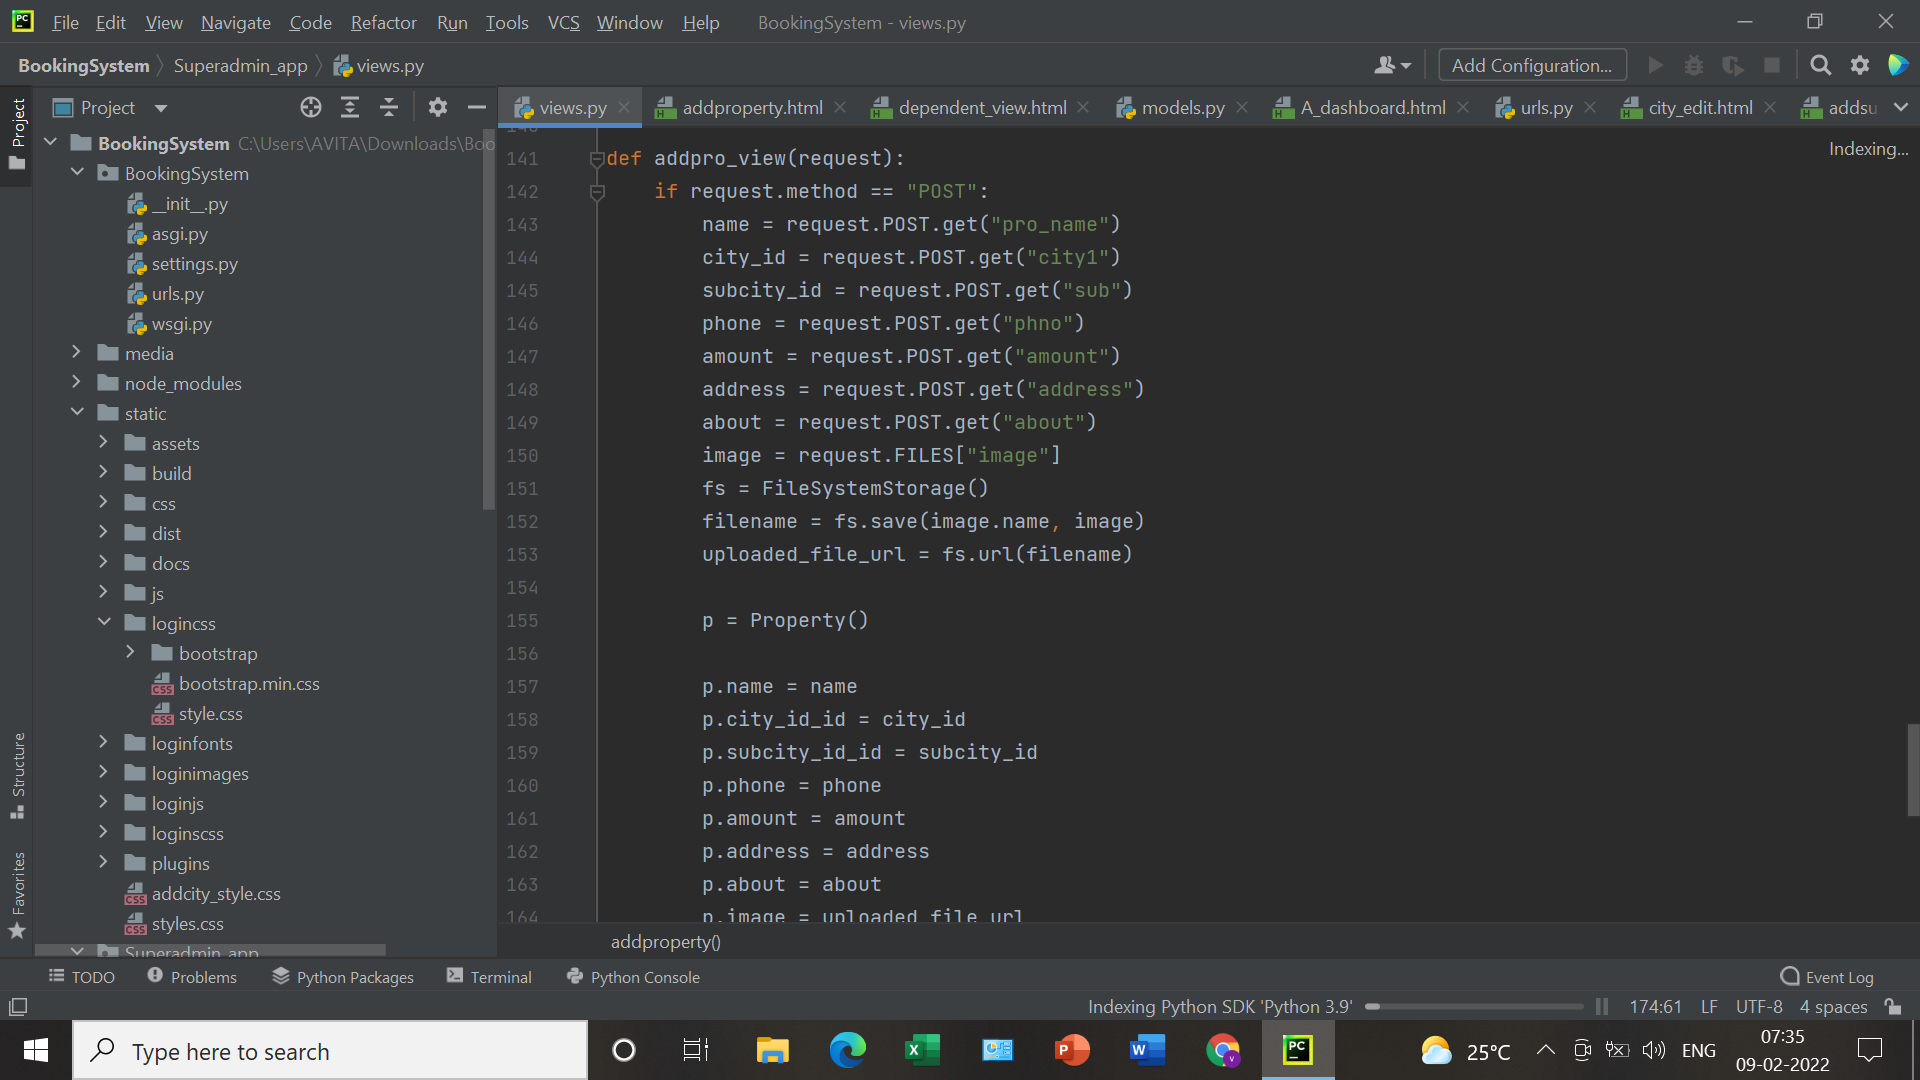 File Edit View Navigate Code Refactor Run Tools VCS Window Help BookingSystem - views.py
BookingSystem Superadmin_app views.py Add Configuration...
Project
Project
views.py addproperty.html dependent_view.html models.py A_dashboard.html urls.py city_edit.html addsu
BookingSystem C:\Users\AVITA\Downloads\Boo
BookingSystem
__init__.py
asgi.py
settings.py
urls.py
wsgi.py
media
node_modules
static
assets
build
css
dist
docs
js
logincss
bootstrap
bootstrap.min.css
style.css
loginfonts
loginimages
loginjs
loginscss
plugins
addcity_style.css
styles.css
Superadmin_app
Structure
Favorites
Indexing...
140
141 def addpro_view(request):
142 if request.method == "POST":
143 name = request.POST.get("pro_name")
144 city_id = request.POST.get("city1")
145 subcity_id = request.POST.get("sub")
146 phone = request.POST.get("phno")
147 amount = request.POST.get("amount")
148 address = request.POST.get("address")
149 about = request.POST.get("about")
150 image = request.FILES["image"]
151 fs = FileSystemStorage()
152 filename = fs.save(image.name, image)
153 uploaded_file_url = fs.url(filename)
154
155 p = Property()
156
157 p.name = name
158 p.city_id_id = city_id
159 p.subcity_id_id = subcity_id
160 p.phone = phone
161 p.amount = amount
162 p.address = address
163 p.about = about
164 p.image = uploaded_file_url
addproperty()
TODO Problems Python Packages Terminal Python Console Event Log
Indexing Python SDK 'Python 3.9' 174:61 LF UTF-8 4 spaces
Type here to search 25°C ENG 07:35
09-02-2022